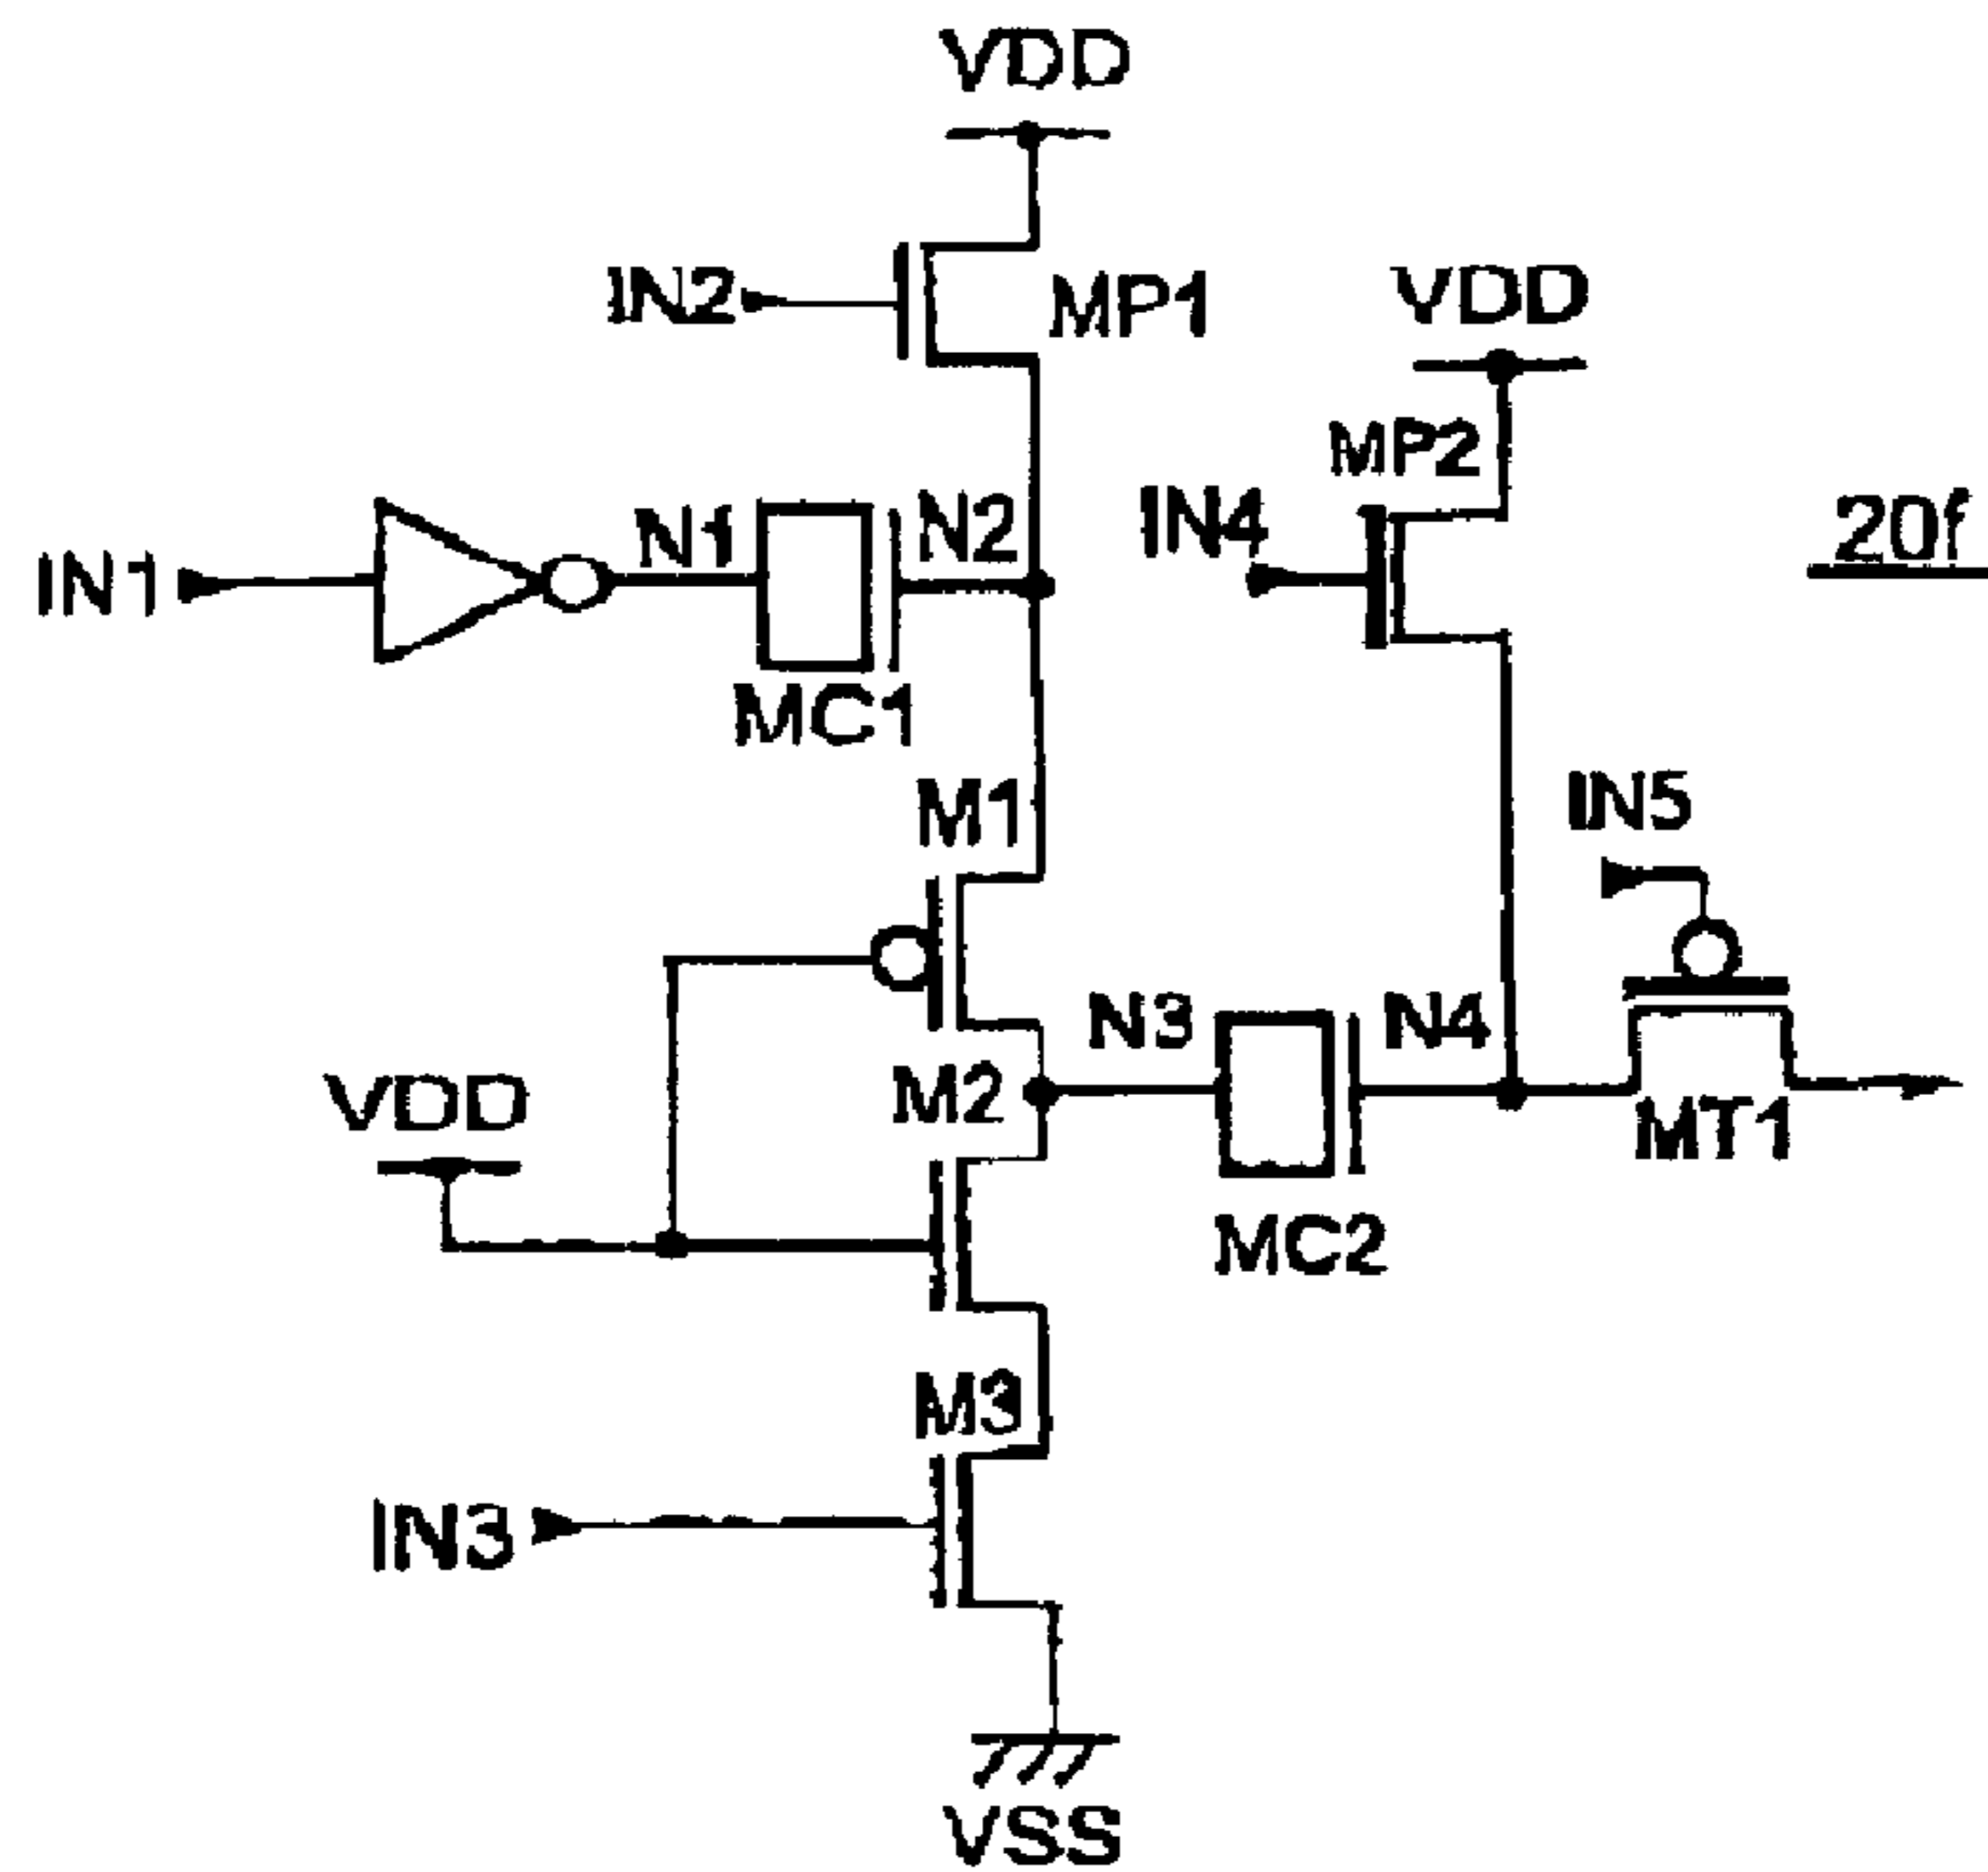 VDD
IN2
MP1
VDD
MP2
IN4
20f
N1
N2
IN1
MC1
M1
IN5
N3
N4
M2
VDD
MT1
MC2
M3
IN3
VSS